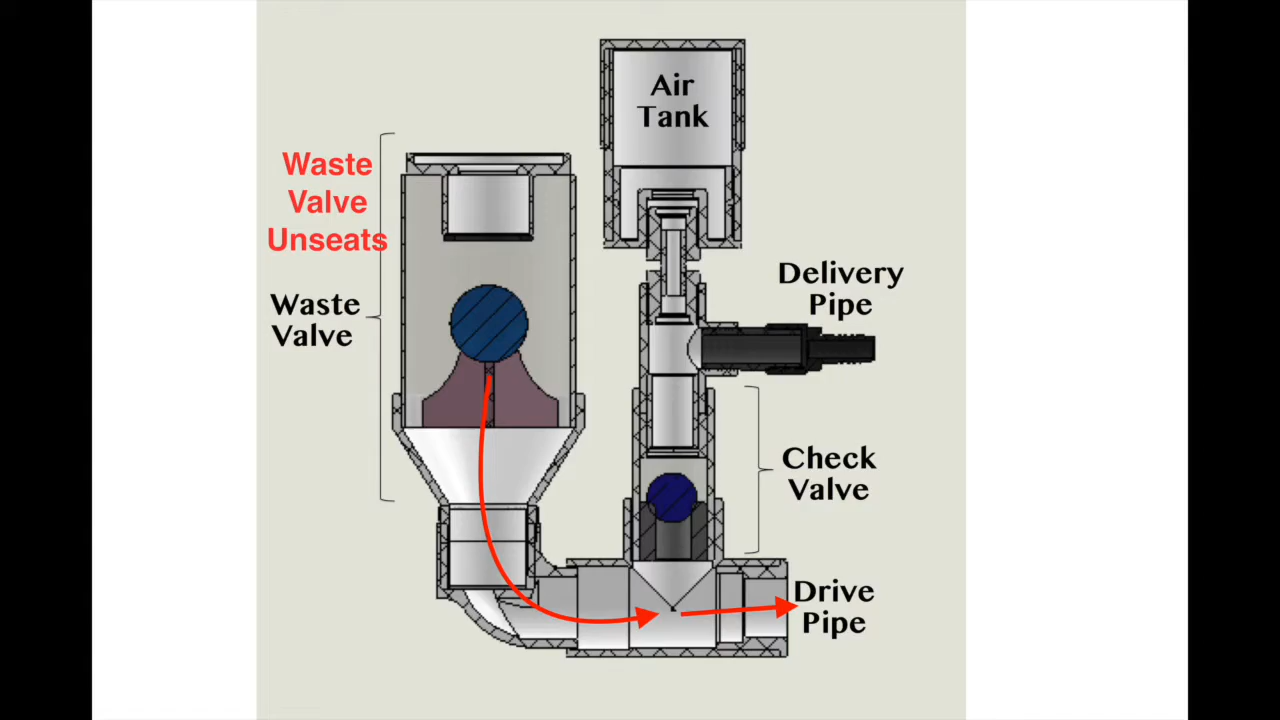 Air
Tank
Waste
Valve
Unseats
Delivery
Pipe
Waste
Valve
Check
Valve
Drive
Pipe